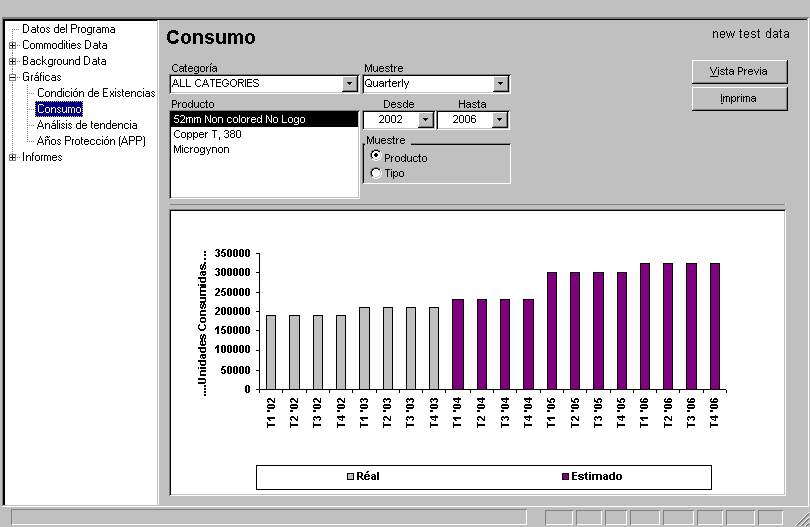 Datos del Programa
Commodities Data
Background Data
Gráficas
Condición de Existencias
Consumo
Análisis de tendencia
Años Protección (APP)
Informes
Consumo
new test data
Categoría
Muestre
ALL CATEGORIES
Quarterly
Vista Previa
Imprima
Producto
Desde
Hasta
52mm Non colored No Logo
2002
2006
Copper T, 380
Microgynon
Muestre
Producto
Tipo
....Unidades Consumidas....
350000
300000
250000
200000
150000
100000
50000
0
T1 '02
T2 '02
T3 '02
T4 '02
T1 '03
T2 '03
T3 '03
T4 '03
T1 '04
T2 '04
T3 '04
T4 '04
T1 '05
T2 '05
T3 '05
T4 '05
T1 '06
T2 '06
T3 '06
T4 '06
Réal
Estimado